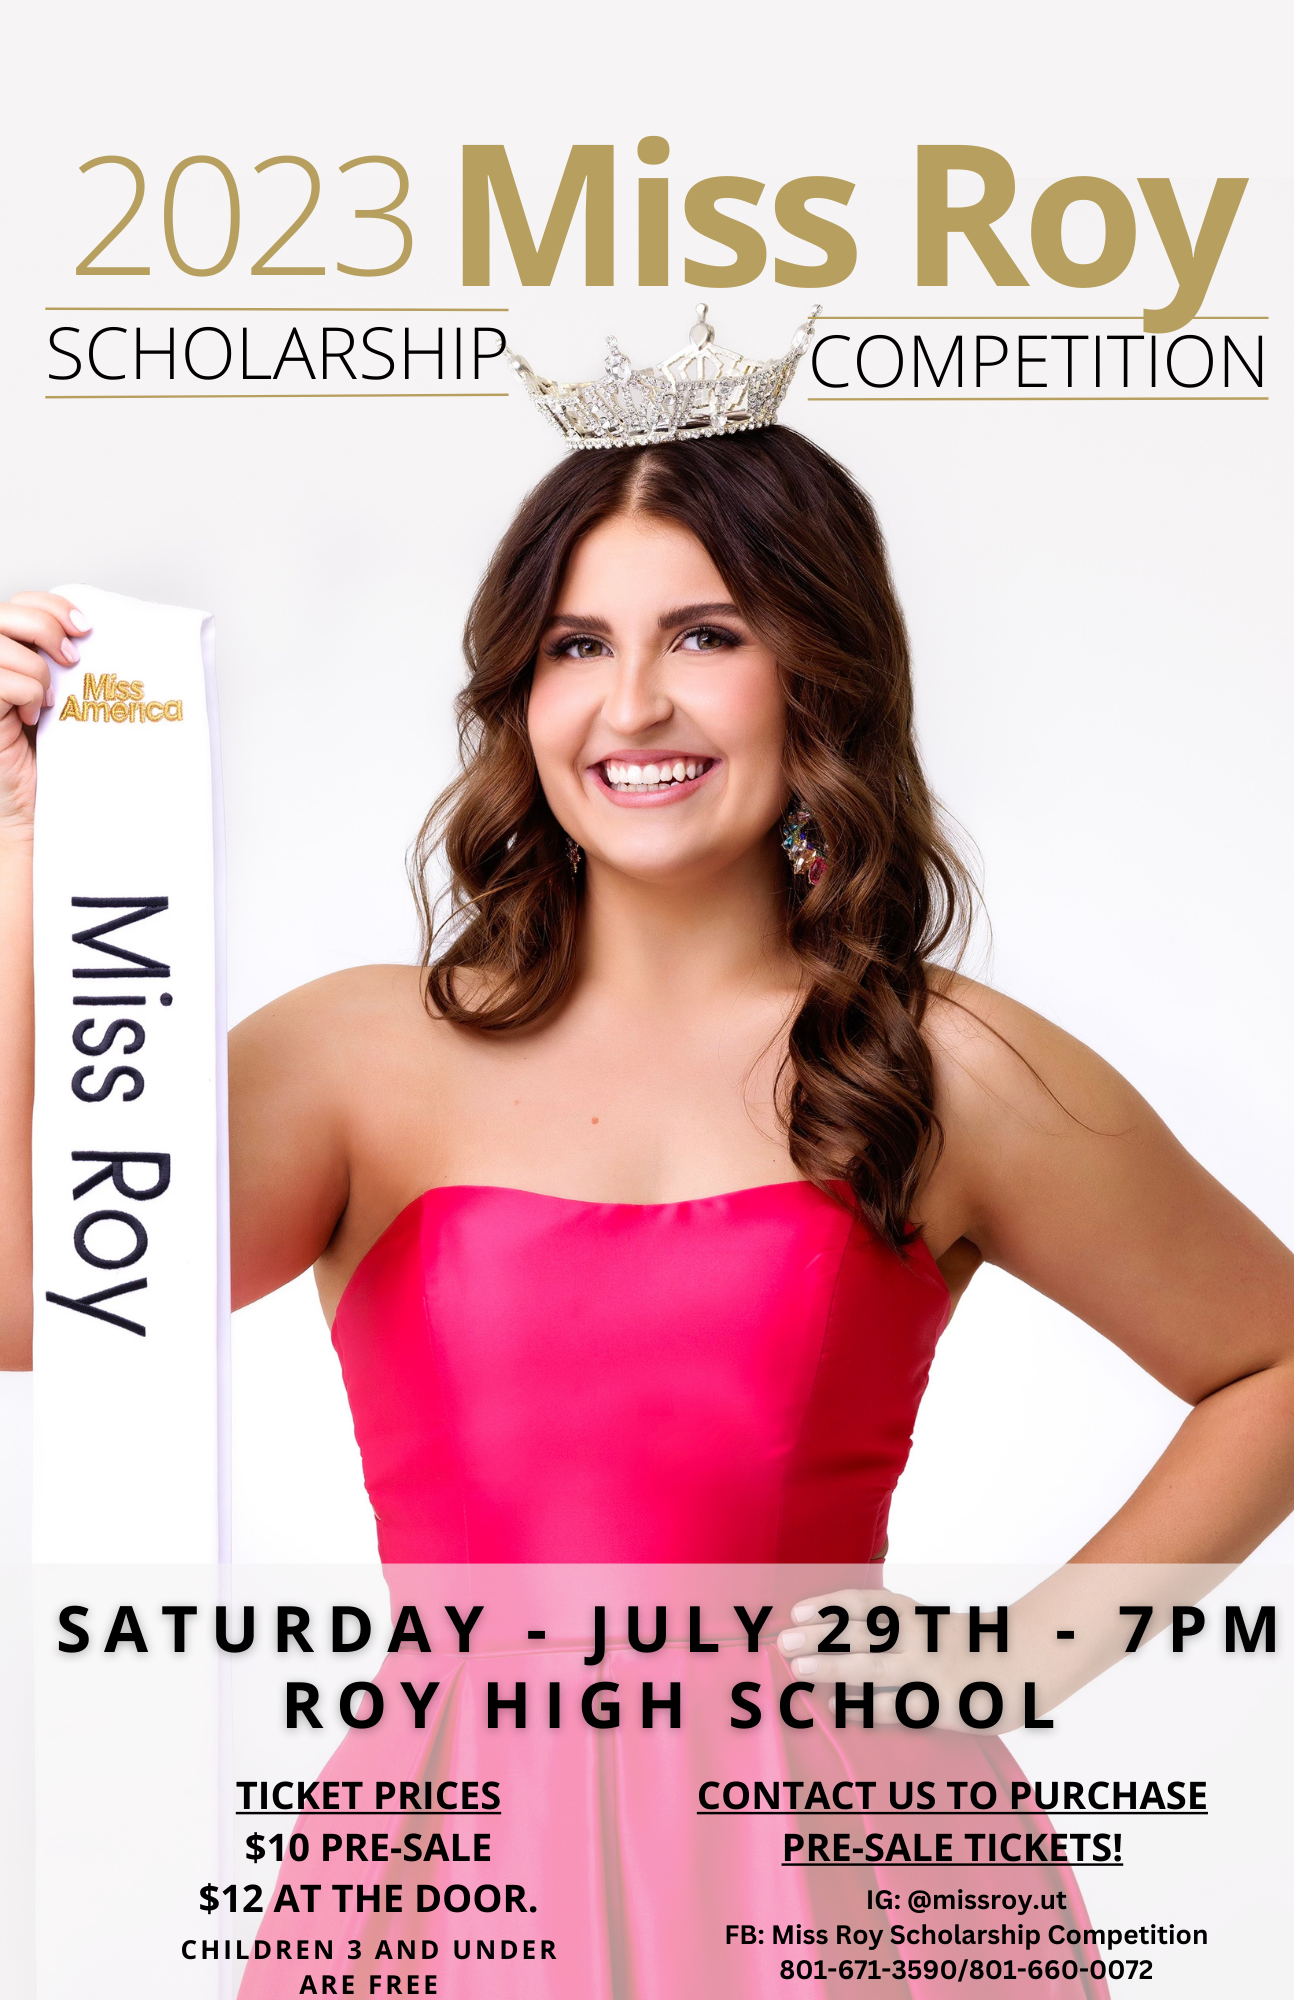 2023 Miss Roy
SCHOLARSHIP COMPETITION
Miss
America
Miss Roy
SATURDAY - JULY 29TH - 7PM
ROY HIGH SCHOOL
TICKET PRICES
$10 PRE-SALE
$12 AT THE DOOR.
CHILDREN 3 AND UNDER
ARE FREE
CONTACT US TO PURCHASE
PRE-SALE TICKETS!
IG: @missroy.ut
FB: Miss Roy Scholarship Competition
801-671-3590/801-660-0072